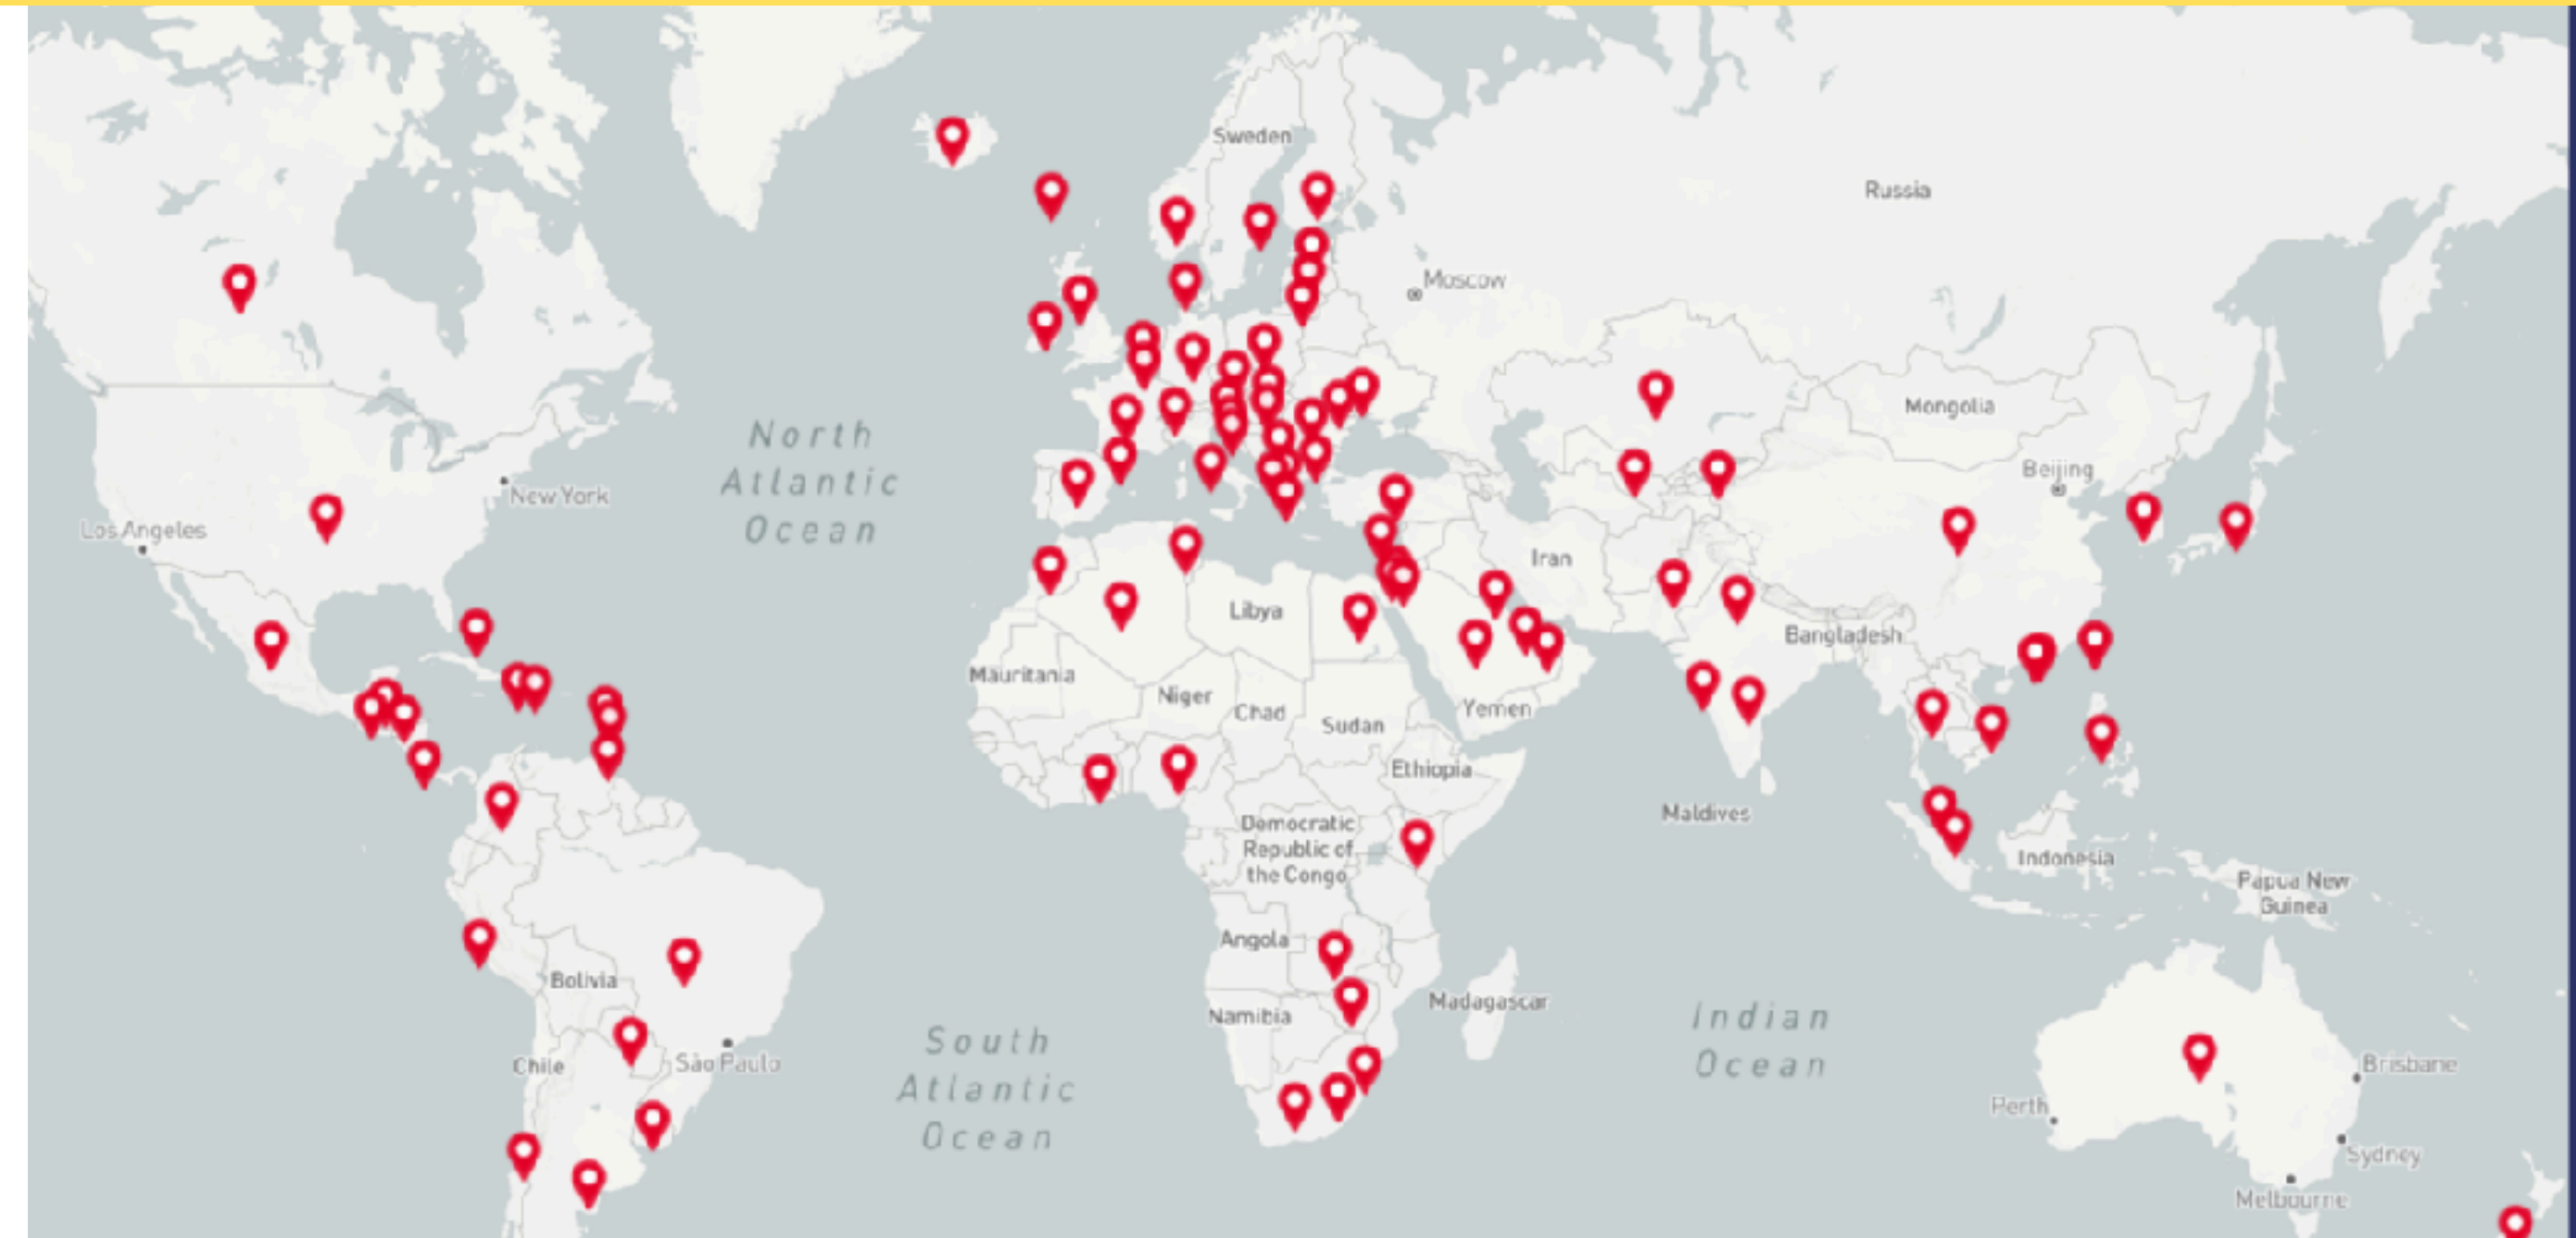 Sweden
Russia
Moscow
Mongolia
North
Atlantic
Ocean
New York
Los Angeles
Beijing
Iran
Libya
Bangladesh
Mauritania
Niger
Chad
Sudan
Yemen
Ethiopia
Maldives
Democratic
Republic of
the Congo
Indonesia
Papua New
Guinea
Angola
Bolivia
Madagascar
Namibia
Indian
Ocean
South
Atlantic
Ocean
Chile
São Paulo
Brisbane
Perth
Sydney
Melbourne